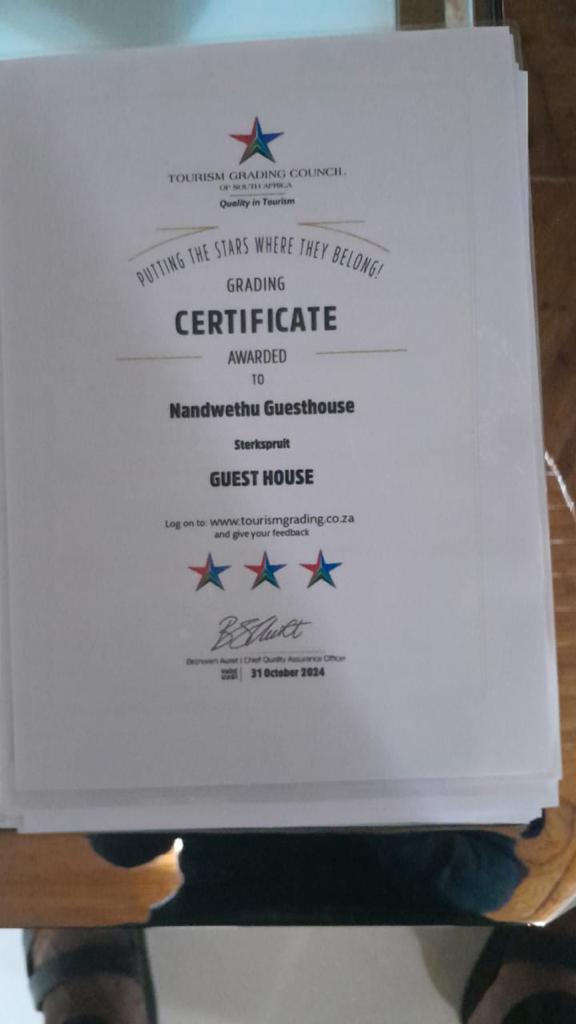 TOURISM GRADING COUNCIL
OF SOUTH AFRICA
Quality in Tourism
PUTTING THE STARS WHERE THEY BELONG!
GRADING
CERTIFICATE
AWARDED
TO
Nandwethu Guesthouse
Sterkspruit
GUEST HOUSE
Log on to: www.tourismgrading.co.za
and give your feedback
Bronwen Auret | Chief Quality Assurance Officer
Valid Until | 31 October 2024